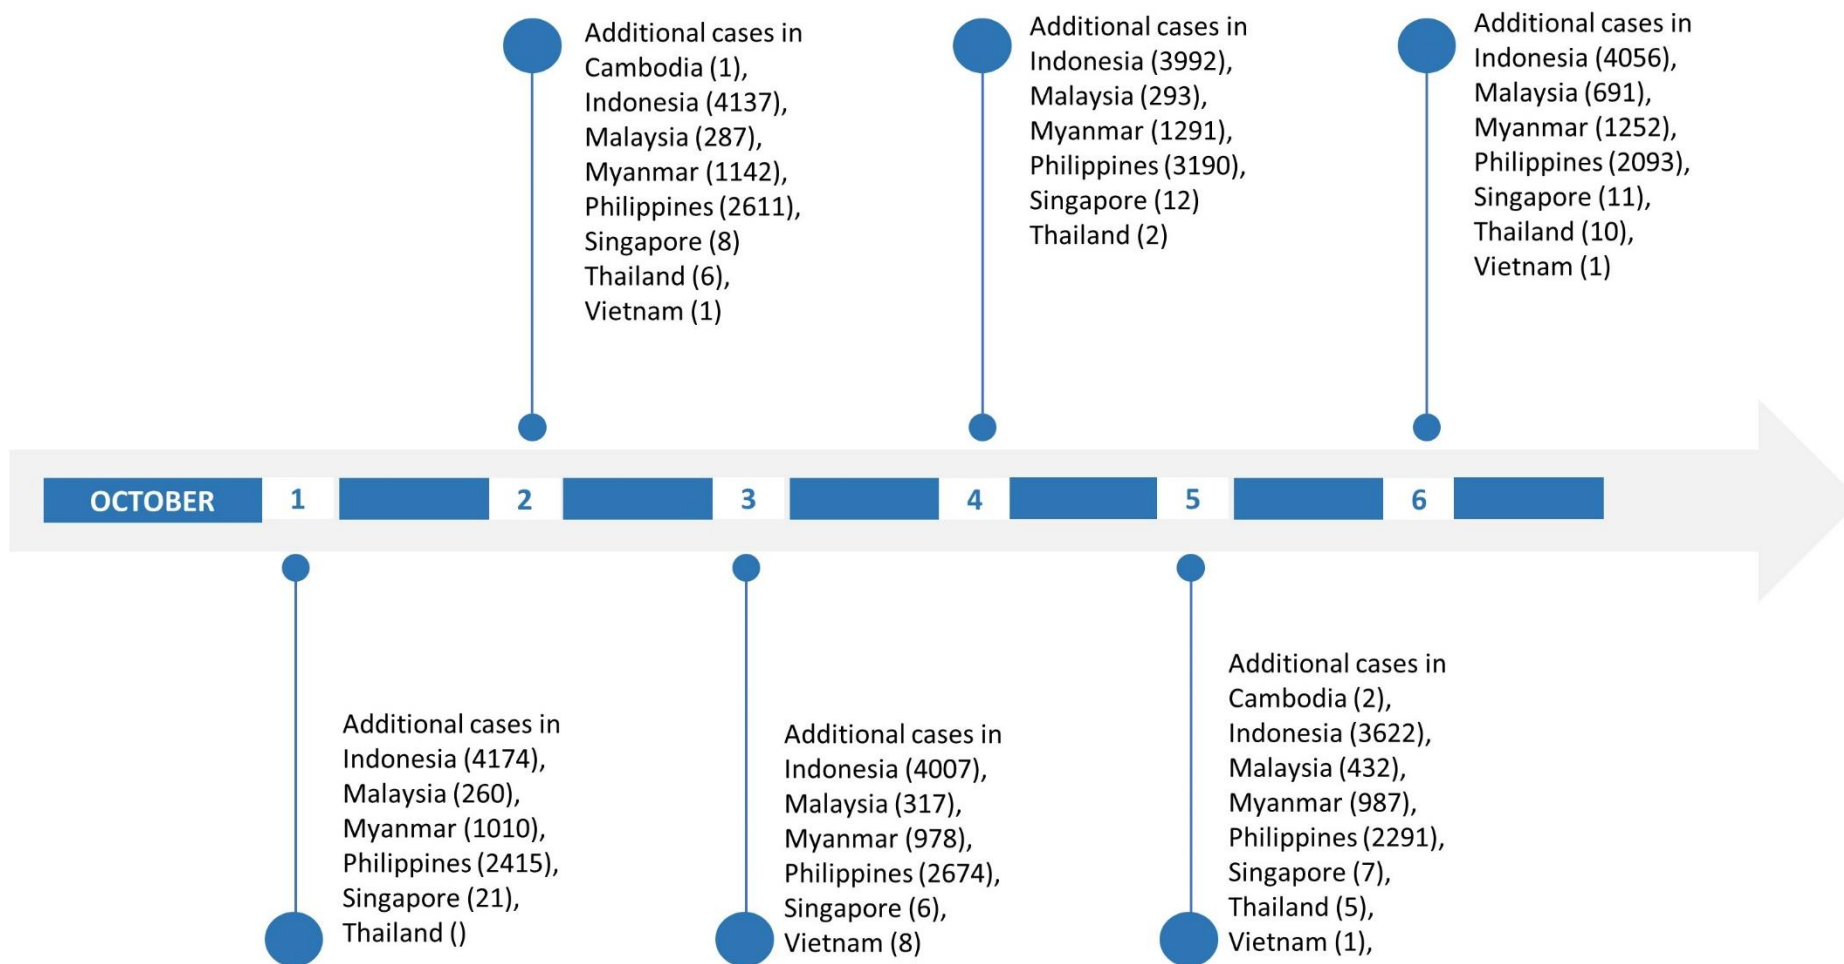 Additional cases in
Cambodia (1),
Indonesia (4137),
Malaysia (287),
Myanmar (1142),
Philippines (2611),
Singapore (8)
Thailand (6),
Vietnam (1)
Additional cases in
Indonesia (3992),
Malaysia (293),
Myanmar (1291),
Philippines (3190),
Singapore (12)
Thailand (2)
Additional cases in
Indonesia (4056),
Malaysia (691),
Myanmar (1252),
Philippines (2093),
Singapore (11),
Thailand (10),
Vietnam (1)
OCTOBER 1 2 3 4 5 6
Additional cases in
Indonesia (4174),
Malaysia (260),
Myanmar (1010),
Philippines (2415),
Singapore (21),
Thailand ()
Additional cases in
Indonesia (4007),
Malaysia (317),
Myanmar (978),
Philippines (2674),
Singapore (6),
Vietnam (8)
Additional cases in
Cambodia (2),
Indonesia (3622),
Malaysia (432),
Myanmar (987),
Philippines (2291),
Singapore (7),
Thailand (5),
Vietnam (1),